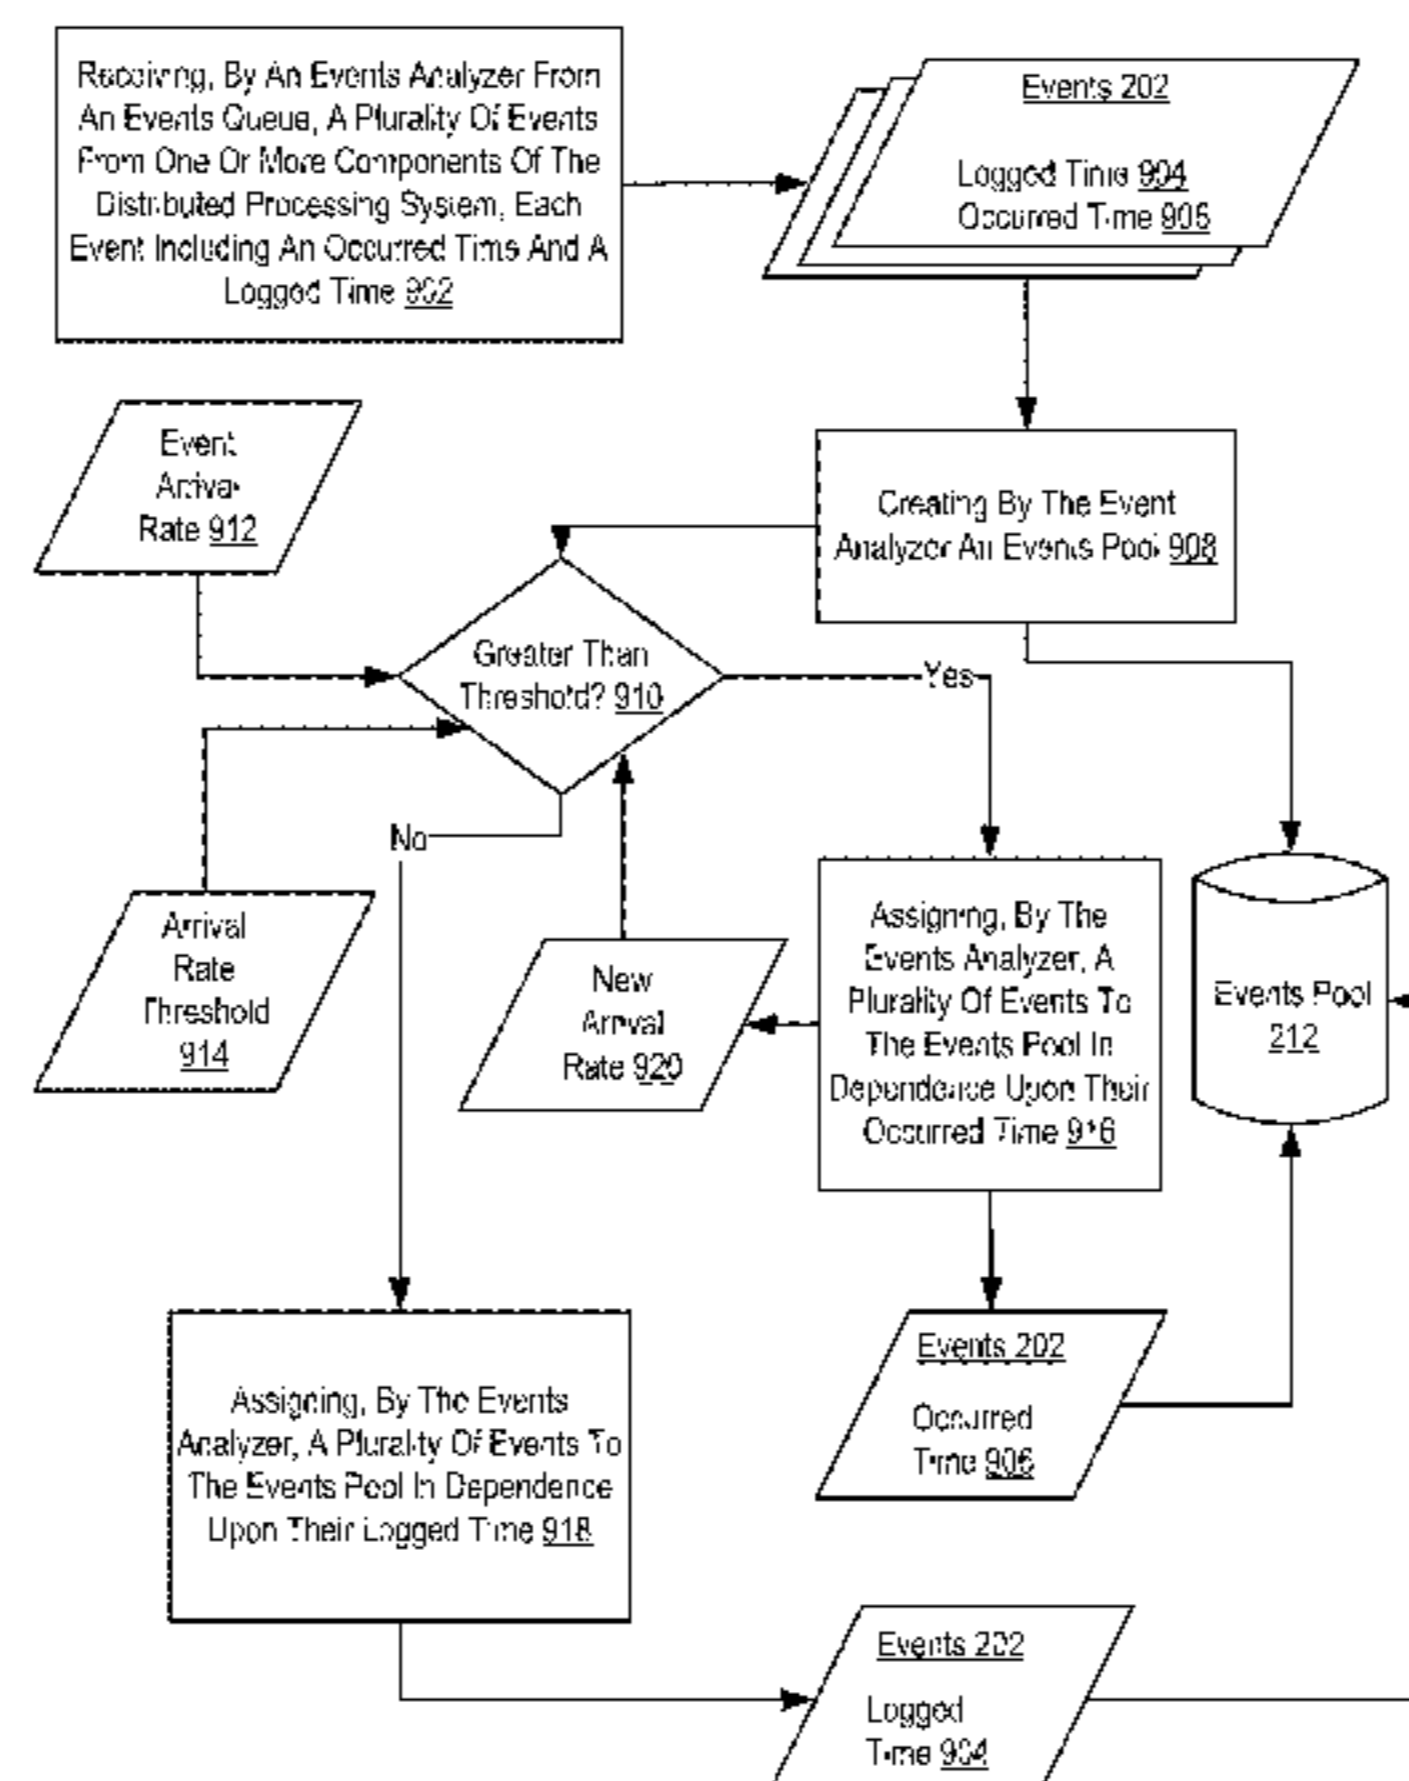 Receiving, By An Events Analyzer From
An Events Queue, A Plurality Of Events
From One Or More Components Of The
Distributed Processing System, Each
Event Including An Occurred Time And A
Logged Time 902
Events 202
Logged Time 904
Occurred Time 906
Event
Arrival
Rate 912
Creating By The Event
Analyzer An Events Pool 908
Greater Than
Threshold? 910
Yes
No
Arrival
Rate
Threshold
914
New
Arrival
Rate 920
Assigning, By The
Events Analyzer, A
Plurality Of Events To
The Events Pool In
Dependence Upon Their
Occurred Time 916
Events Pool
212
Assigning, By The Events
Analyzer, A Plurality Of Events To
The Events Pool In Dependence
Upon Their Logged Time 918
Events 202
Occurred
Time 906
Events 202
Logged
Time 904